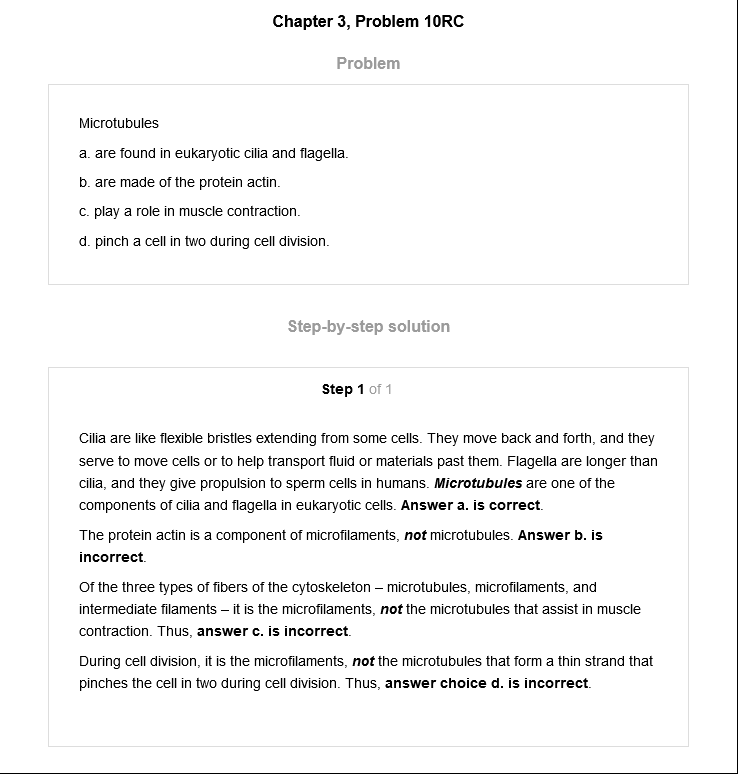 Chapter 3, Problem 10RC
Problem
Microtubules
a. are found in eukaryotic cilia and flagella.
b. are made of the protein actin.
c. play a role in muscle contraction.
d. pinch a cell in two during cell division.
Step-by-step solution
Step 1 of 1
Cilia are like flexible bristles extending from some cells. They move back and forth, and they
serve to move cells or to help transport fluid or materials past them. Flagella are longer than
cilia, and they give propulsion to sperm cells in humans. Microtubules are one of the
components of cilia and flagella in eukaryotic cells. Answer a. is correct.
The protein actin is a component of microfilaments, not microtubules. Answer b. is
incorrect.
Of the three types of fibers of the cytoskeleton – microtubules, microfilaments, and
intermediate filaments – it is the microfilaments, not the microtubules that assist in muscle
contraction. Thus, answer c. is incorrect.
During cell division, it is the microfilaments, not the microtubules that form a thin strand that
pinches the cell in two during cell division. Thus, answer choice d. is incorrect.